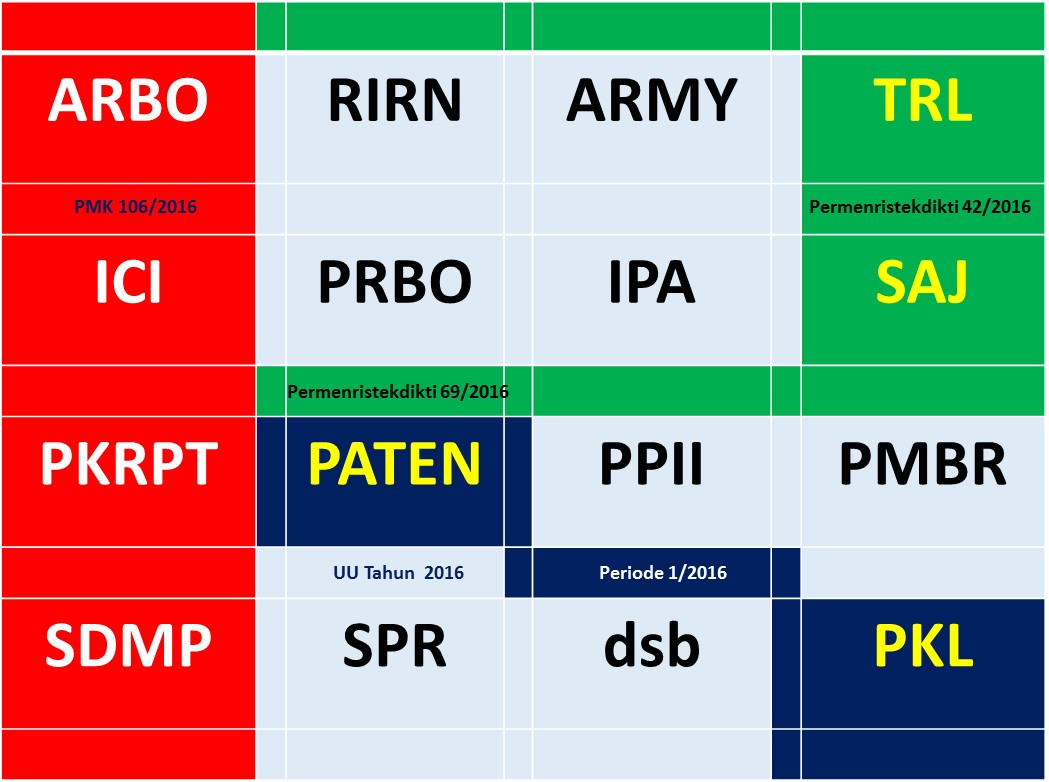 ARBO RIRN ARMY TRL
PMK 106/2016 Permenristekdikti 42/2016
ICI PRBO IPA SAJ
Permenristekdikti 69/2016
PKRPT PATEN PPII PMBR
UU Tahun 2016 Periode 1/2016
SDMP SPR dsb PKL